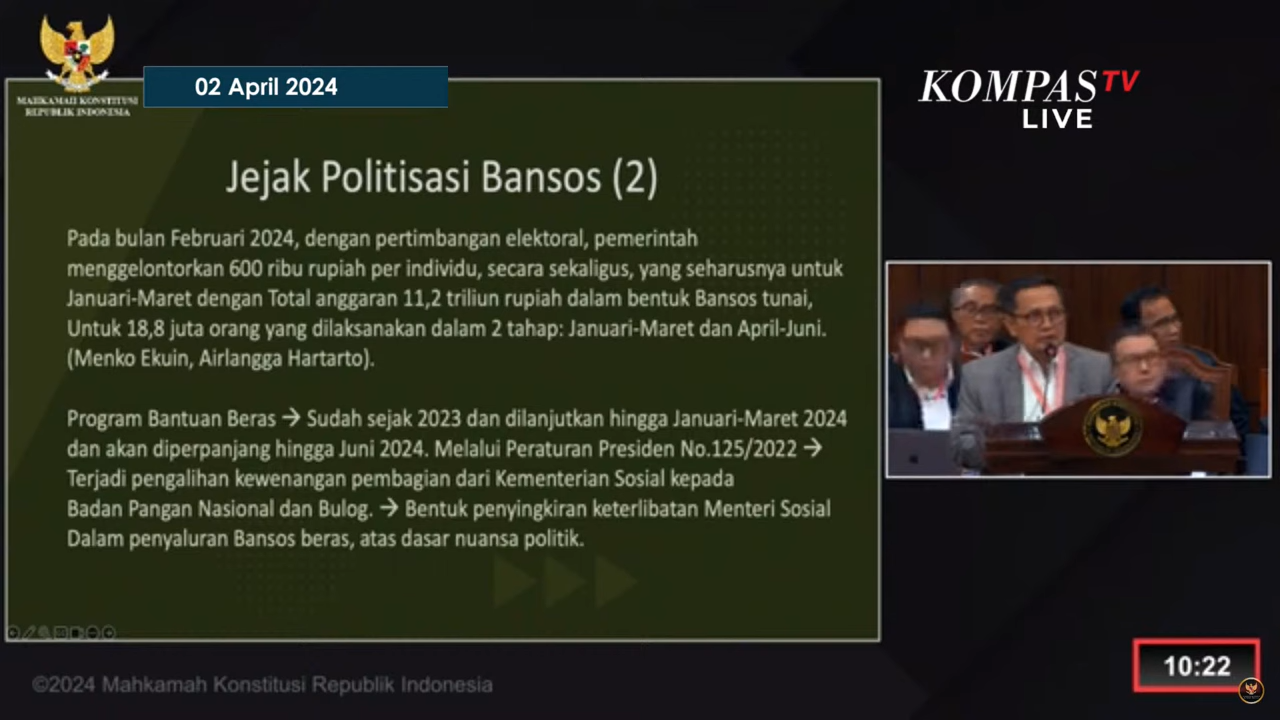 MAHKAMAH KONSTITUSI
REPUBLIK INDONESIA
02 April 2024
KOMPAS TV
LIVE
Jejak Politisasi Bansos (2)
Pada bulan Februari 2024, dengan pertimbangan elektoral, pemerintah
menggelontorkan 600 ribu rupiah per individu, secara sekaligus, yang seharusnya untuk
Januari-Maret dengan Total anggaran 11,2 triliun rupiah dalam bentuk Bansos tunai,
Untuk 18,8 juta orang yang dilaksanakan dalam 2 tahap: Januari-Maret dan April-Juni.
(Menko Ekuin, Airlangga Hartarto).
Program Bantuan Beras → Sudah sejak 2023 dan dilanjutkan hingga Januari-Maret 2024
dan akan diperpanjang hingga Juni 2024. Melalui Peraturan Presiden No.125/2022 →
Terjadi pengalihan kewenangan pembagian dari Kementerian Sosial kepada
Badan Pangan Nasional dan Bulog. → Bentuk penyingkiran keterlibatan Menteri Sosial
Dalam penyaluran Bansos beras, atas dasar nuansa politik.
©2024 Mahkamah Konstitusi Republik Indonesia
10:22